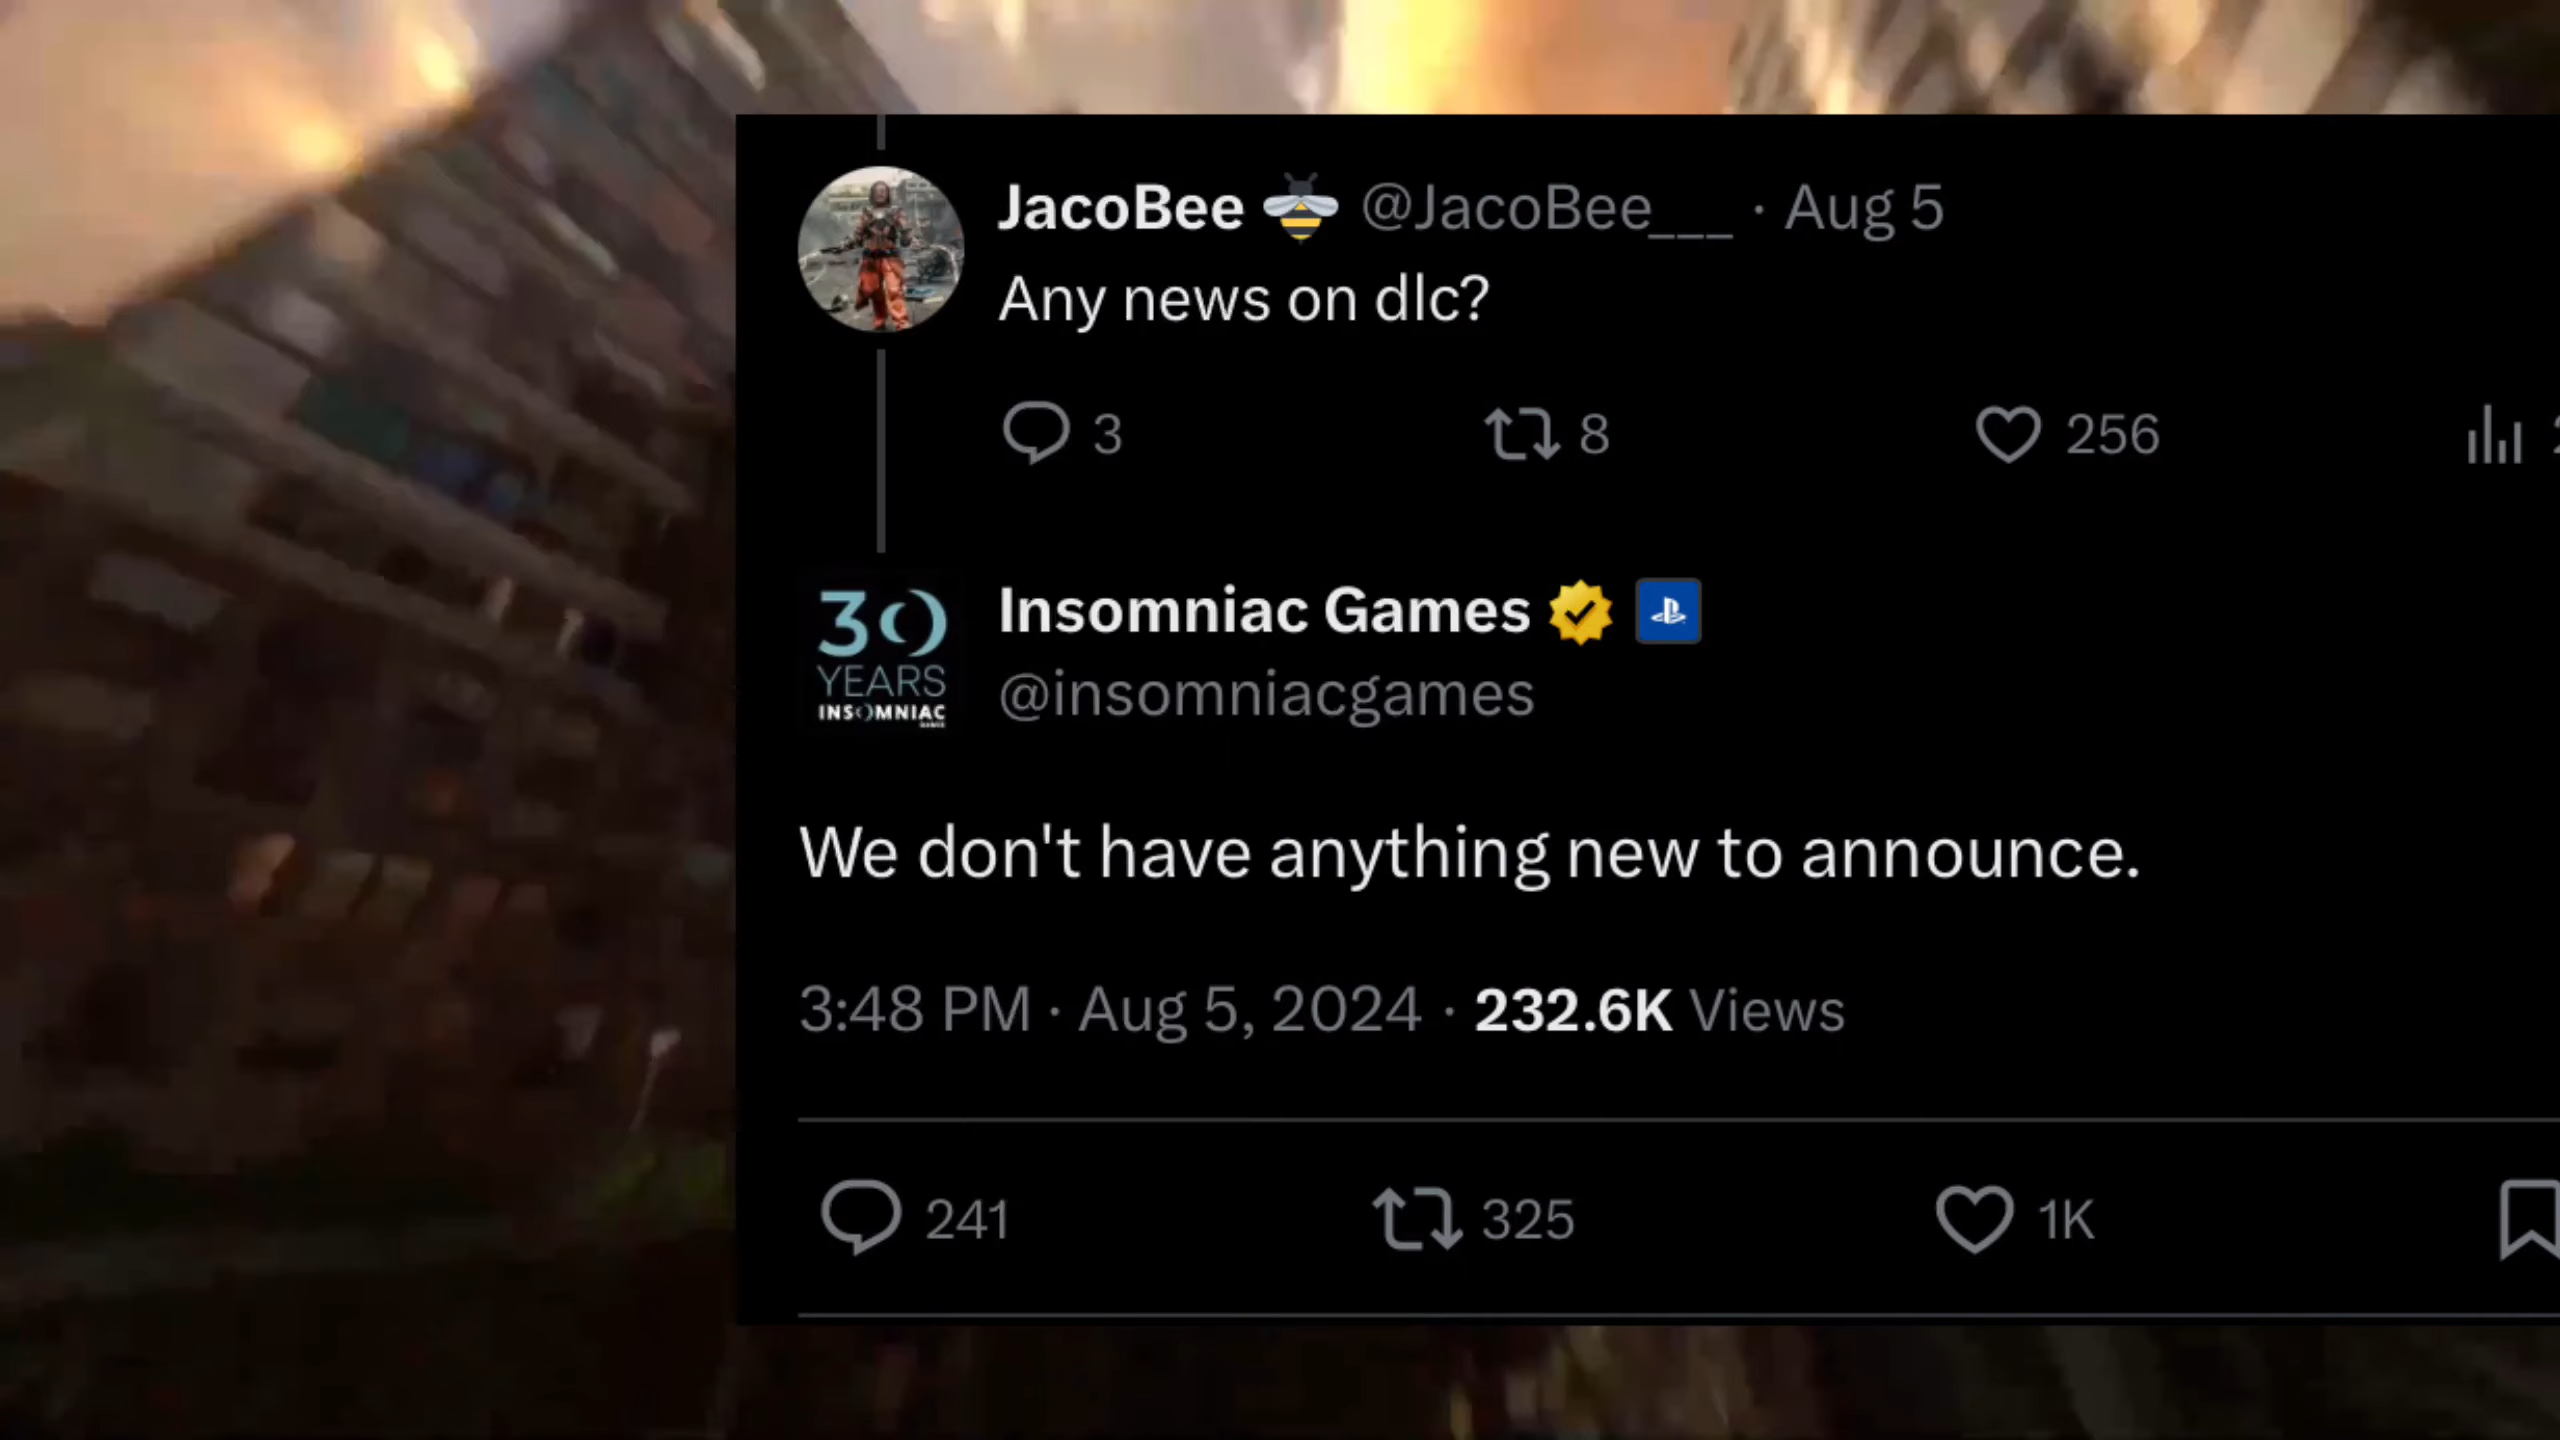 JacoBee 🐝 @JacoBee___ · Aug 5
Any news on dlc?
3 8 256
30
YEARS
INSOMNIAC
GAMES
Insomniac Games
@insomniacgames
We don't have anything new to announce.
3:48 PM · Aug 5, 2024 · 232.6K Views
241 325 1K